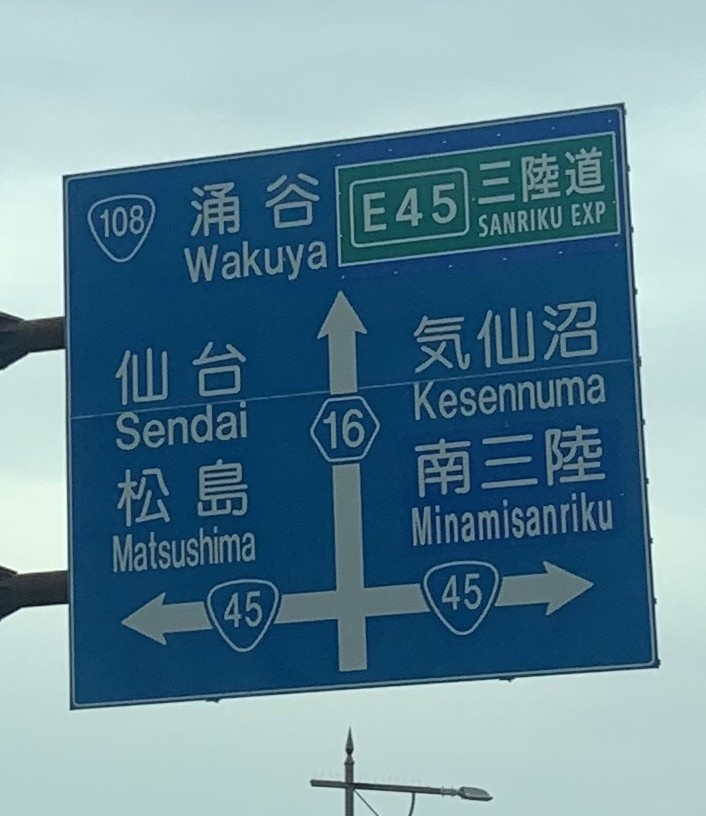 108 涌谷 E45 三陸道
Wakuya SANRIKU EXP
仙台
Sendai
松島
Matsushima
16
気仙沼
Kesennuma
南三陸
Minamisanriku
45 45